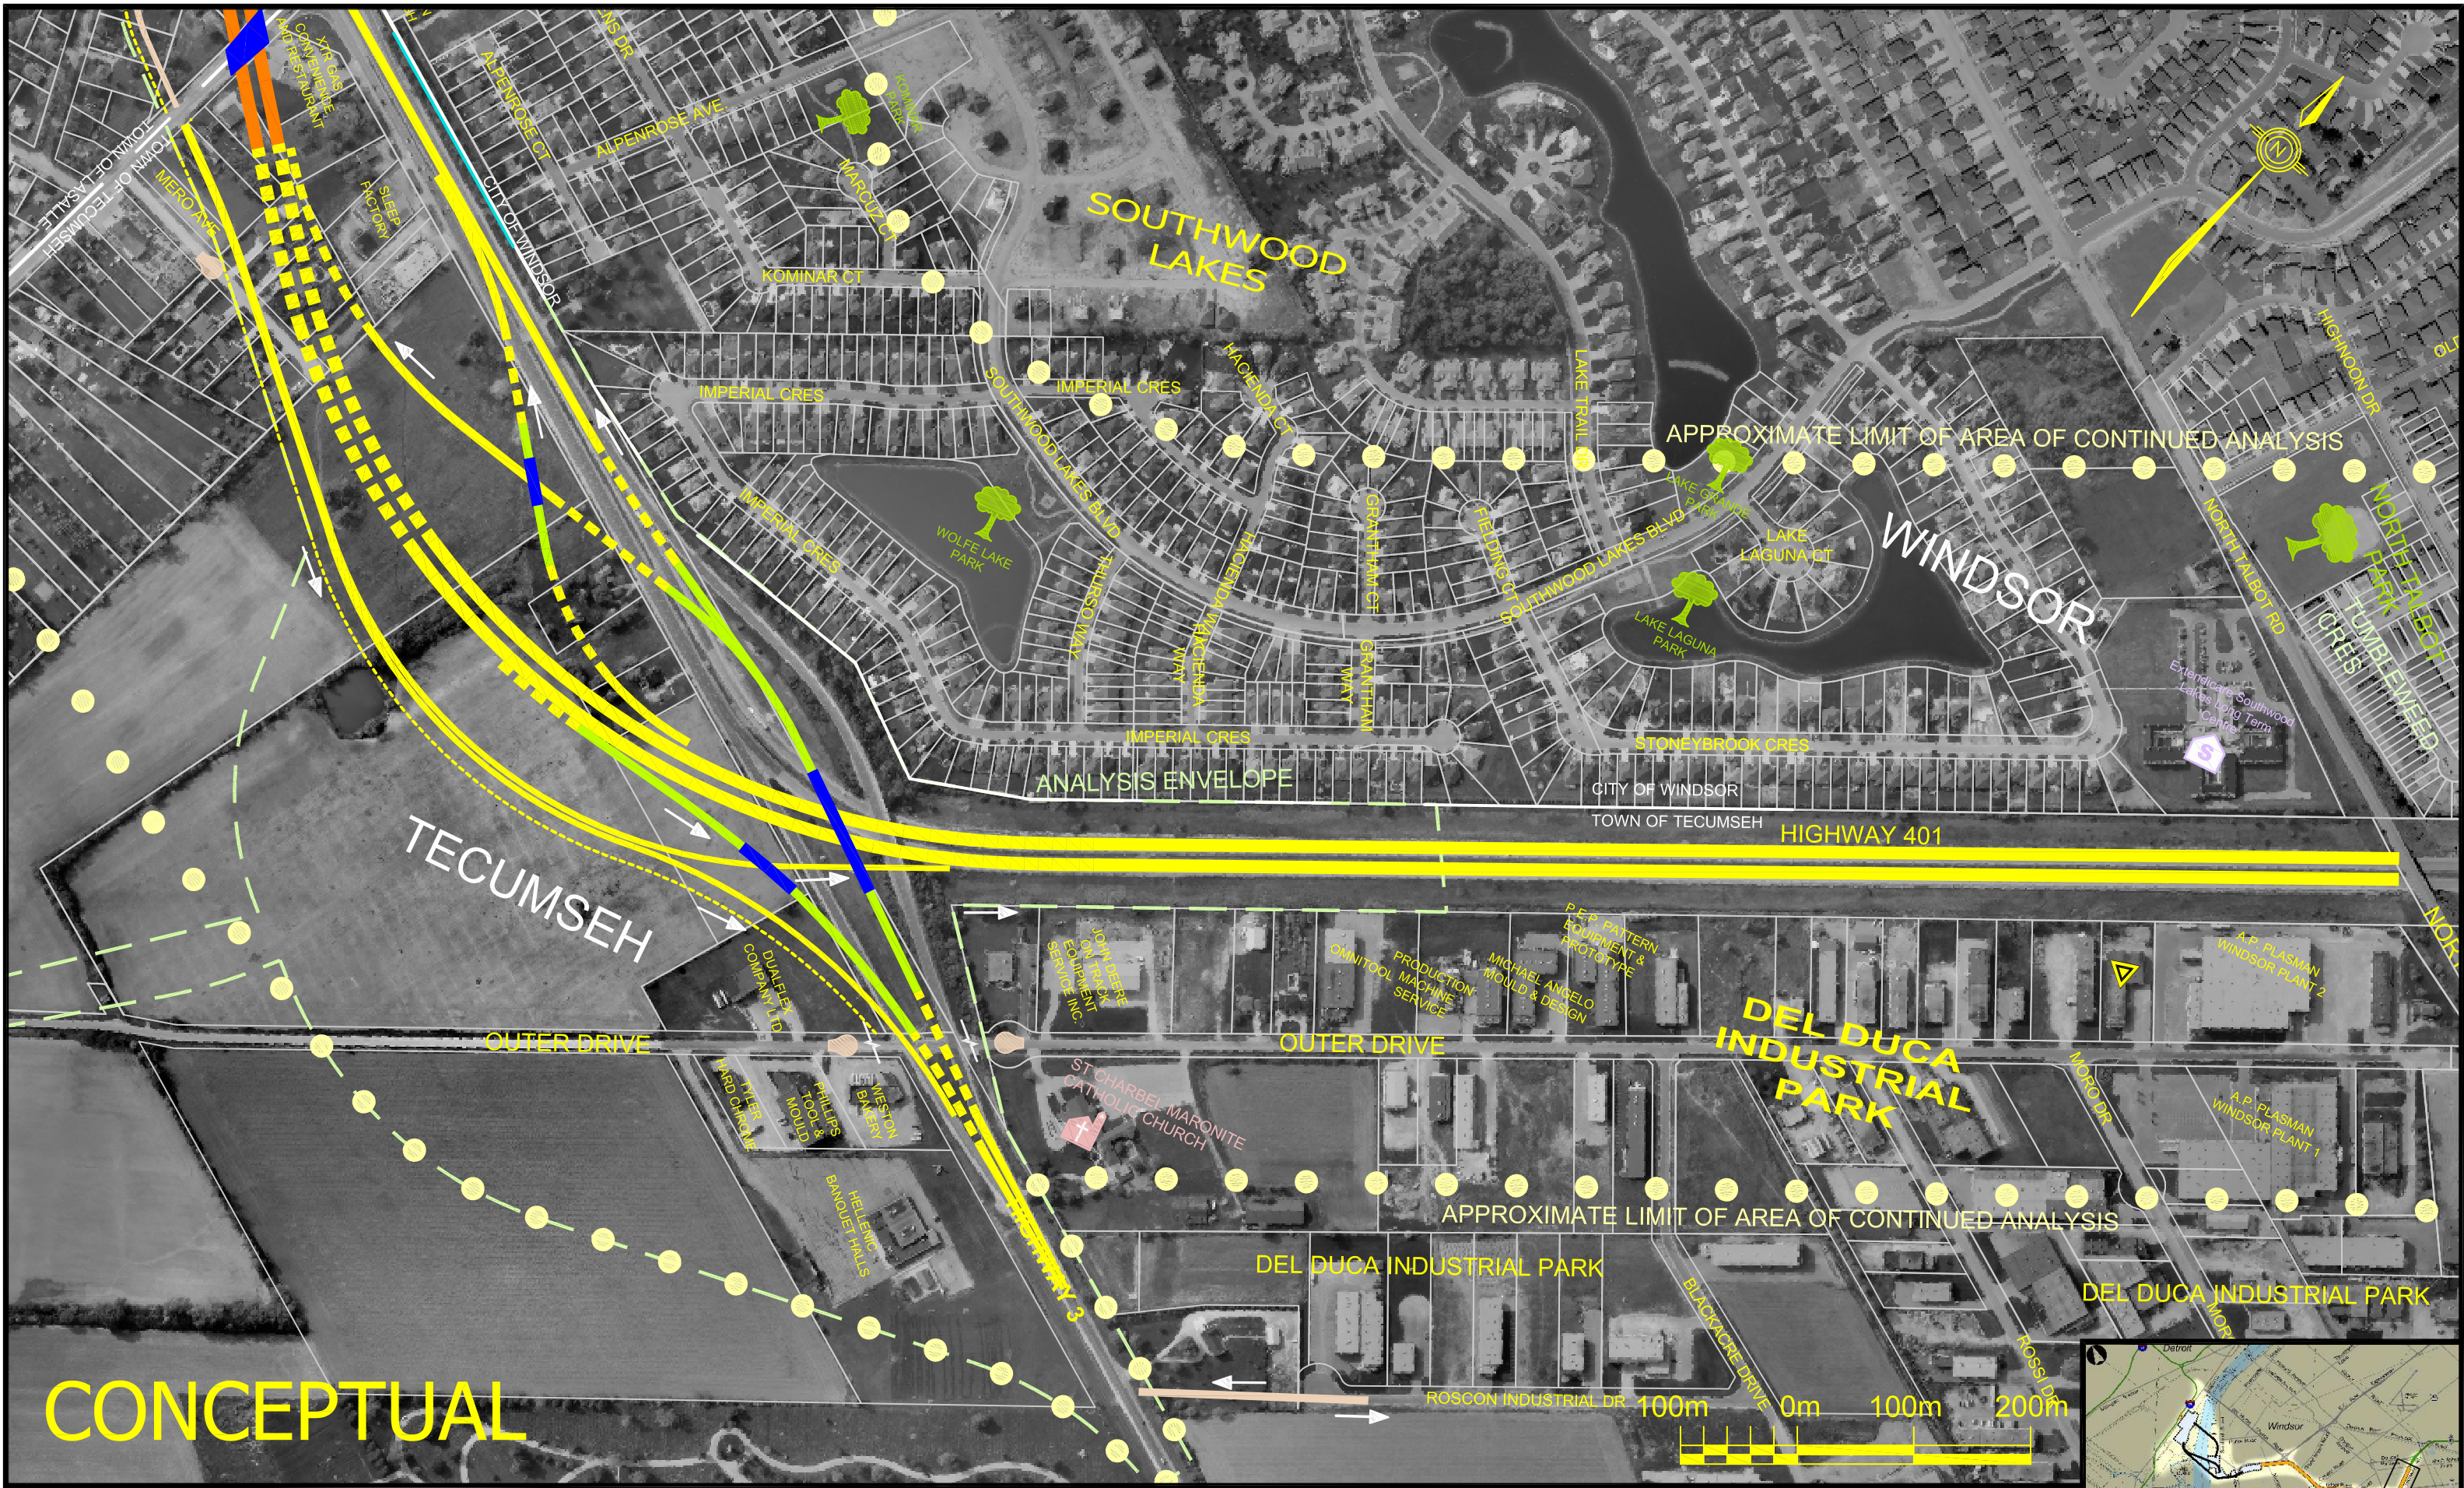 XTR GAS
CONVENIENCE
AND RESTAURANT
ALPENROSE CT
ALPENROSE AVE.
KOMINAR
PARK
TOWN OF LASALLE
TOWN OF TECUMSEH
MERO AVE
SLEEP
FACTORY
CITY OF WINDSOR
MARCUZ CT
KOMINAR CT
SOUTHWOOD
LAKES
N
HIGHNOON DR
IMPERIAL CRES
IMPERIAL CRES
HACIENDA CT
LAKE TRAIL DR
SOUTHWOOD LAKES BLVD
APPROXIMATE LIMIT OF AREA OF CONTINUED ANALYSIS
LAKE GRANDE
PARK
NORTH TALBOT RD
NORTH TALBOT
PARK
IMPERIAL CRES
WOLFE LAKE
PARK
THURSO WAY
HACIENDA WAY
HACIENDA
WAY
GRANTHAM CT
GRANTHAM
WAY
FIELDING CT
SOUTHWOOD LAKES BLVD
LAKE
LAGUNA CT
LAKE LAGUNA
PARK
WINDSOR
TUMBLEWEED
CRES
Extendicare Southwood
Lakes Long Term
Centre
S
IMPERIAL CRES
STONEYBROOK CRES
ANALYSIS ENVELOPE
CITY OF WINDSOR
TOWN OF TECUMSEH
HIGHWAY 401
TECUMSEH
DUALFLEX
COMPANY LTD
JOHN DEERE
ON TRACK
EQUIPMENT
SERVICE INC.
PRODUCTION
OMNITOOL MACHINE
SERVICE
MICHAEL ANGELO
MOULD & DESIGN
P.E.P. PATTERN
EQUIPMENT &
PROTOTYPE
A.P. PLASMAN
WINDSOR PLANT 2
OUTER DRIVE
OUTER DRIVE
DEL DUCA
INDUSTRIAL
PARK
MORO DR
TYLER
HARD CHROME
PHILLIPS
TOOL &
MOULD
WESTON
BAKERY
ST CHARBEL MARONITE
CATHOLIC CHURCH
A.P. PLASMAN
WINDSOR PLANT 1
HELLENIC
BANQUET HALLS
HIGHWAY 3
APPROXIMATE LIMIT OF AREA OF CONTINUED ANALYSIS
DEL DUCA INDUSTRIAL PARK
DEL DUCA INDUSTRIAL PARK
BLACKACRE DRIVE
ROSSI DR
ROSCON INDUSTRIAL DR
CONCEPTUAL
100m 0m 100m 200m
Detroit
Windsor